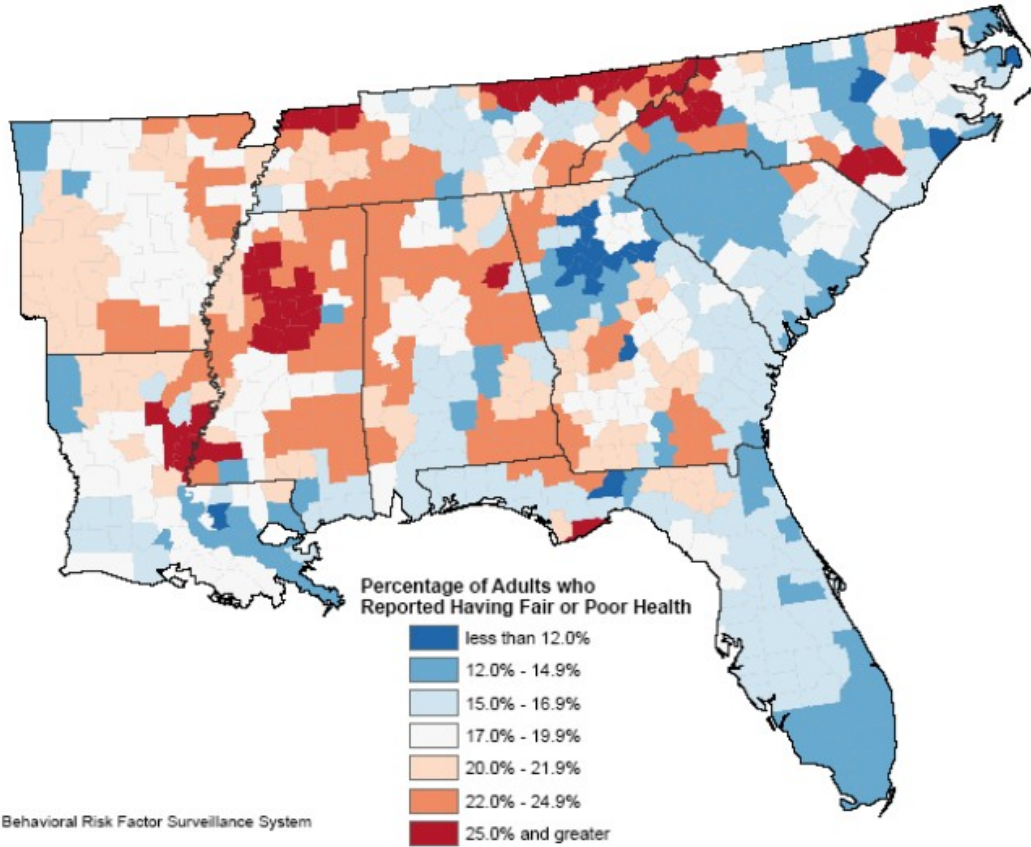 Percentage of Adults who
Reported Having Fair or Poor Health
less than 12.0%
12.0% - 14.9%
15.0% - 16.9%
17.0% - 19.9%
20.0% - 21.9%
22.0% - 24.9%
25.0% and greater
Behavioral Risk Factor Surveillance System